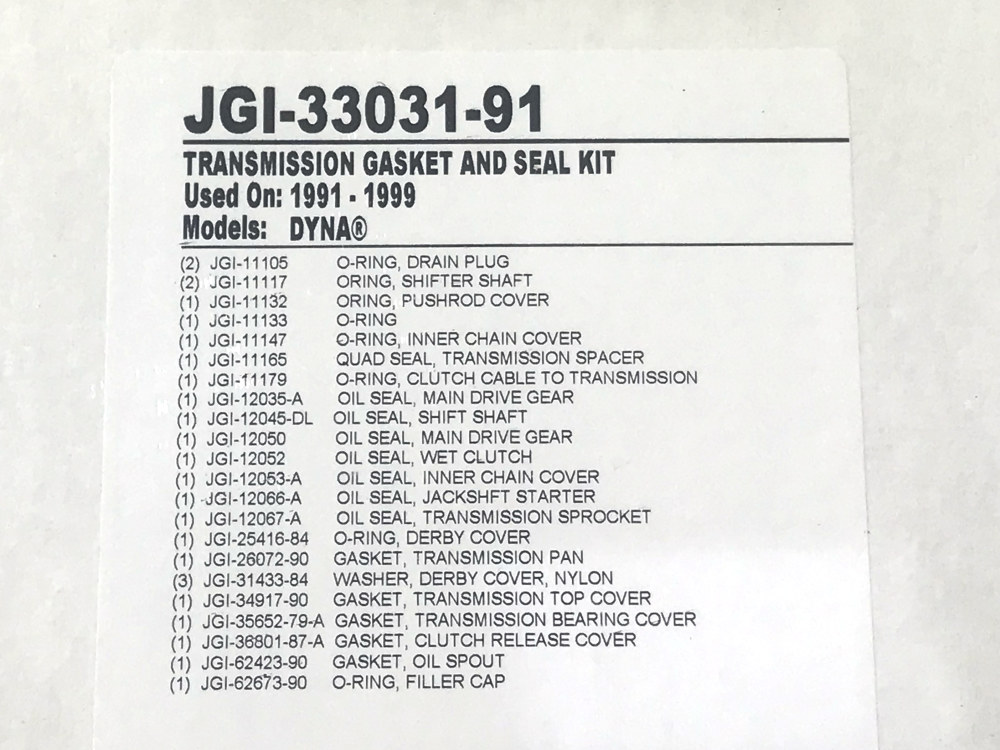 JGI-33031-91
TRANSMISSION GASKET AND SEAL KIT
Used On: 1991 - 1999
Models: DYNA®
(2) JGI-11105 O-RING, DRAIN PLUG
(2) JGI-11117 ORING, SHIFTER SHAFT
(1) JGI-11132 ORING, PUSHROD COVER
(1) JGI-11133 O-RING
(1) JGI-11147 O-RING, INNER CHAIN COVER
(1) JGI-11165 QUAD SEAL, TRANSMISSION SPACER
(1) JGI-11179 O-RING, CLUTCH CABLE TO TRANSMISSION
(1) JGI-12035-A OIL SEAL, MAIN DRIVE GEAR
(1) JGI-12045-DL OIL SEAL, SHIFT SHAFT
(1) JGI-12050 OIL SEAL, MAIN DRIVE GEAR
(1) JGI-12052 OIL SEAL, WET CLUTCH
(1) JGI-12053-A OIL SEAL, INNER CHAIN COVER
(1) JGI-12066-A OIL SEAL, JACKSHFT STARTER
(1) JGI-12067-A OIL SEAL, TRANSMISSION SPROCKET
(1) JGI-25416-84 O-RING, DERBY COVER
(1) JGI-26072-90 GASKET, TRANSMISSION PAN
(3) JGI-31433-84 WASHER, DERBY COVER, NYLON
(1) JGI-34917-90 GASKET, TRANSMISSION TOP COVER
(1) JGI-35652-79-A GASKET, TRANSMISSION BEARING COVER
(1) JGI-36801-87-A GASKET, CLUTCH RELEASE COVER
(1) JGI-62423-90 GASKET, OIL SPOUT
(1) JGI-62673-90 O-RING, FILLER CAP